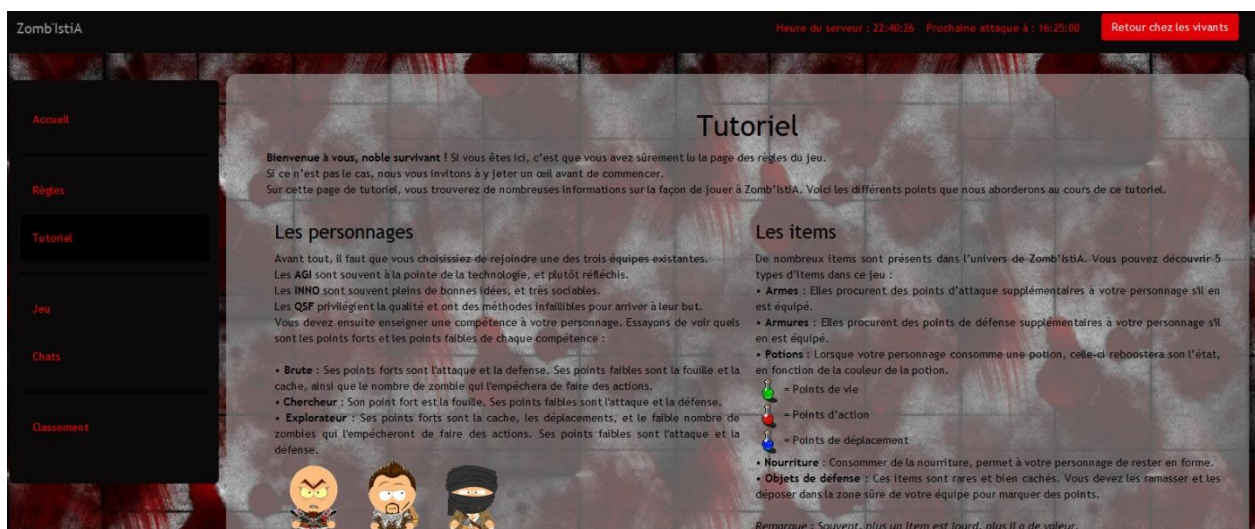 Zomb'IstiA
Heure du serveur : 22:40:26 Prochaine attaque à : 16:25:00
Retour chez les vivants
Accueil
Règles
Tutoriel
Jeu
Chats
Classement
Tutoriel
Bienvenue à vous, noble survivant ! Si vous êtes ici, c'est que vous avez sûrement lu la page des règles du jeu.
Si ce n'est pas le cas, nous vous invitons à y jeter un œil avant de commencer.
Sur cette page de tutoriel, vous trouverez de nombreuses informations sur la façon de jouer à Zomb'IstiA. Voici les différents points que nous aborderons au cours de ce tutoriel.
Les personnages
Avant tout, il faut que vous choisissiez de rejoindre une des trois équipes existantes.
Les AGI sont souvent à la pointe de la technologie, et plutôt réfléchis.
Les INNO sont souvent pleins de bonnes idées, et très sociables.
Les QSF privilégient la qualité et ont des méthodes infaillibles pour arriver à leur but.
Vous devez ensuite enseigner une compétence à votre personnage. Essayons de voir quels
sont les points forts et les points faibles de chaque compétence :
• Brute : Ses points forts sont l'attaque et la defense. Ses points faibles sont la fouille et la
cache, ainsi que le nombre de zombie qui l'empéchera de faire des actions.
• Chercheur : Son point fort est la fouille. Ses points faibles sont l'attaque et la défense.
• Explorateur : Ses points forts sont la cache, les déplacements, et le faible nombre de
zombies qui l'empécheront de faire des actions. Ses points faibles sont l'attaque et la
défense.
Les items
De nombreux items sont présents dans l'univers de Zomb'IstiA. Vous pouvez découvrir 5
types d'items dans ce jeu :
• Armes : Elles procurent des points d'attaque supplémentaires à votre personnage s'il en
est équipé.
• Armures : Elles procurent des points de défense supplémentaires à votre personnage s'il
en est équipé.
• Potions : Lorsque votre personnage consomme une potion, celle-ci reboostera son l'état,
en fonction de la couleur de la potion.
= Points de vie
= Points d'action
= Points de déplacement
• Nourriture : Consommer de la nourriture, permet à votre personnage de rester en forme.
• Objets de défense : Ces items sont rares et bien cachés. Vous devez les ramasser et les
déposer dans la zone sûre de votre équipe pour marquer des points.
Remarque : Souvent, plus un item est lourd, plus il a de valeur.